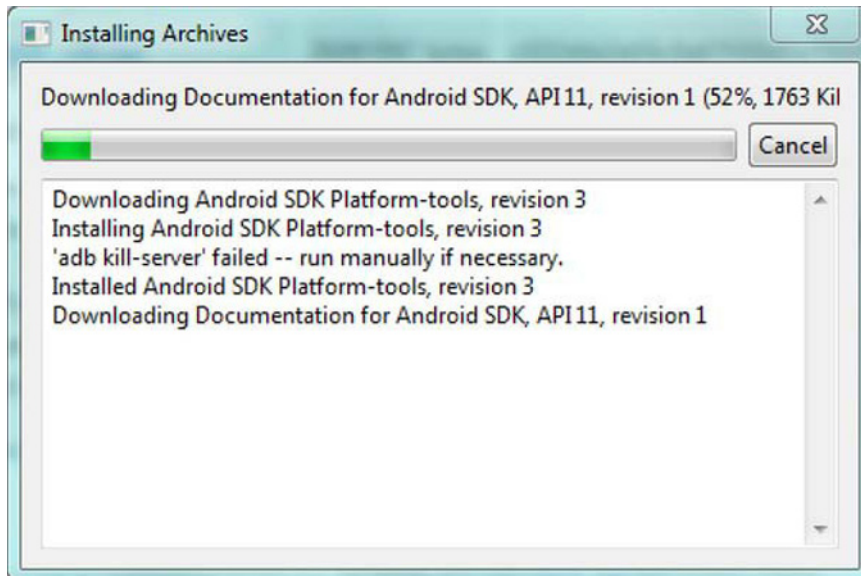 Installing Archives
Downloading Documentation for Android SDK, API 11, revision 1 (52%, 1763 Kil
Cancel
Downloading Android SDK Platform-tools, revision 3
Installing Android SDK Platform-tools, revision 3
'adb kill-server' failed -- run manually if necessary.
Installed Android SDK Platform-tools, revision 3
Downloading Documentation for Android SDK, API 11, revision 1